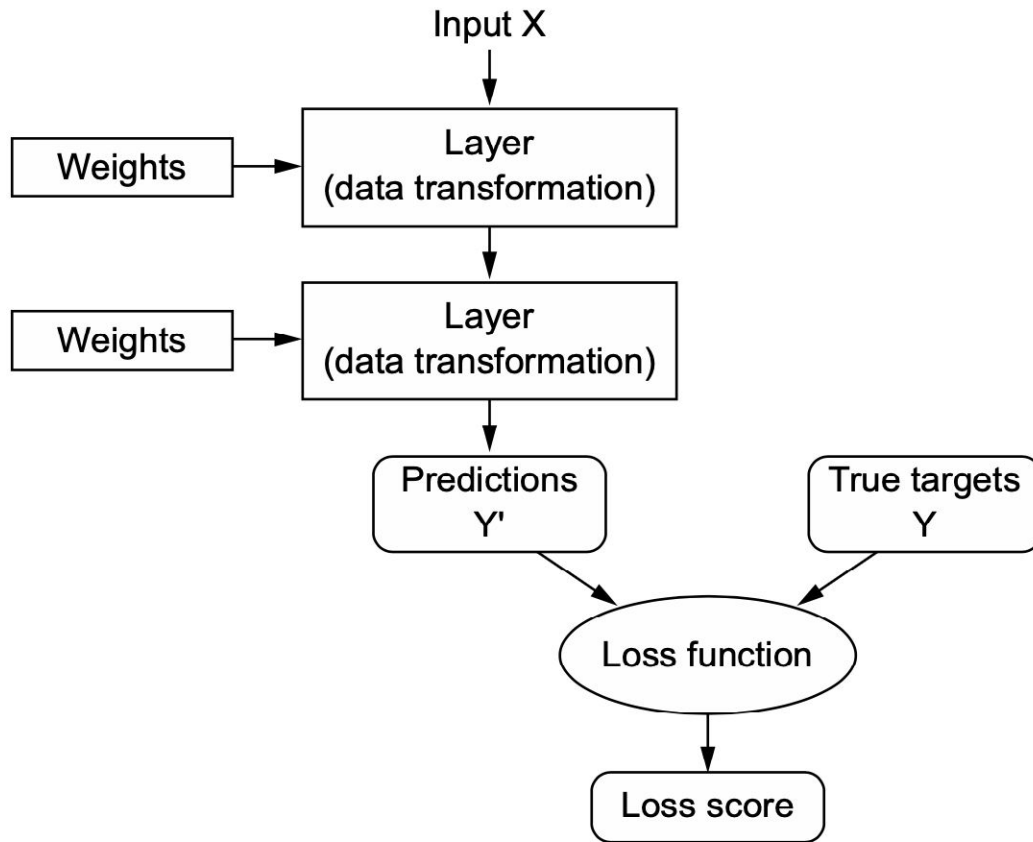 Input X
Layer
(data transformation)
Weights
Layer
(data transformation)
Weights
Predictions
Y'
True targets
Y
Loss function
Loss score